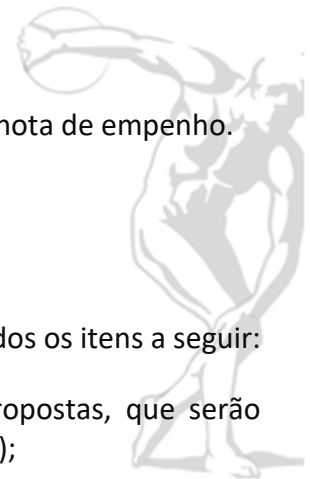 nota de empenho.
dos os itens a seguir:
ropostas, que serão
);